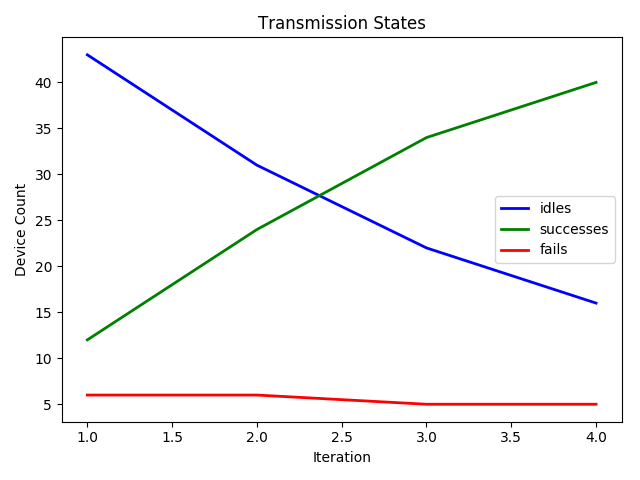 Transmission States
Device Count
40
35
30
25
20
15
10
5
idles
successes
fails
1.0 1.5 2.0 2.5 3.0 3.5 4.0
Iteration